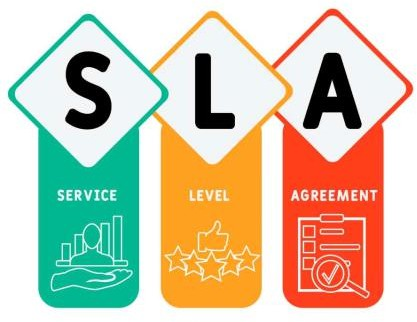 S L A
SERVICE LEVEL AGREEMENT